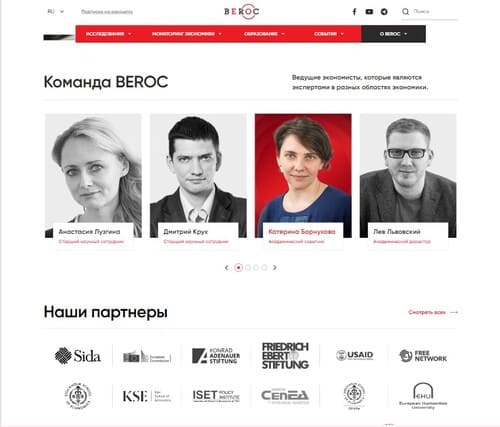 RU
Подписка на рассылку
BEROC
Поиск
ИССЛЕДОВАНИЯ
МОНИТОРИНГ ЭКОНОМИКИ
ОБРАЗОВАНИЕ
СОБЫТИЯ
О BEROC
Команда BEROC
Ведущие экономисты, которые являются
экспертами в разных областях экономики.
Анастасия Лузгина
Старший научный сотрудник
Дмитрий Крук
Старший научный сотрудник
Катерина Борнукова
Академический советник
Лев Львовский
Академический директор
Наши партнеры
Смотреть всех
Sida
European
Commission
KONRAD
ADENAUER
STIFTUNG
FRIEDRICH
EBERT
STIFTUNG
USAID
FREE
NETWORK
KSE
Kyiv
School of
Economics
ISET
POLICY
INSTITUTE
CENEA
EHU
European Humanities
University